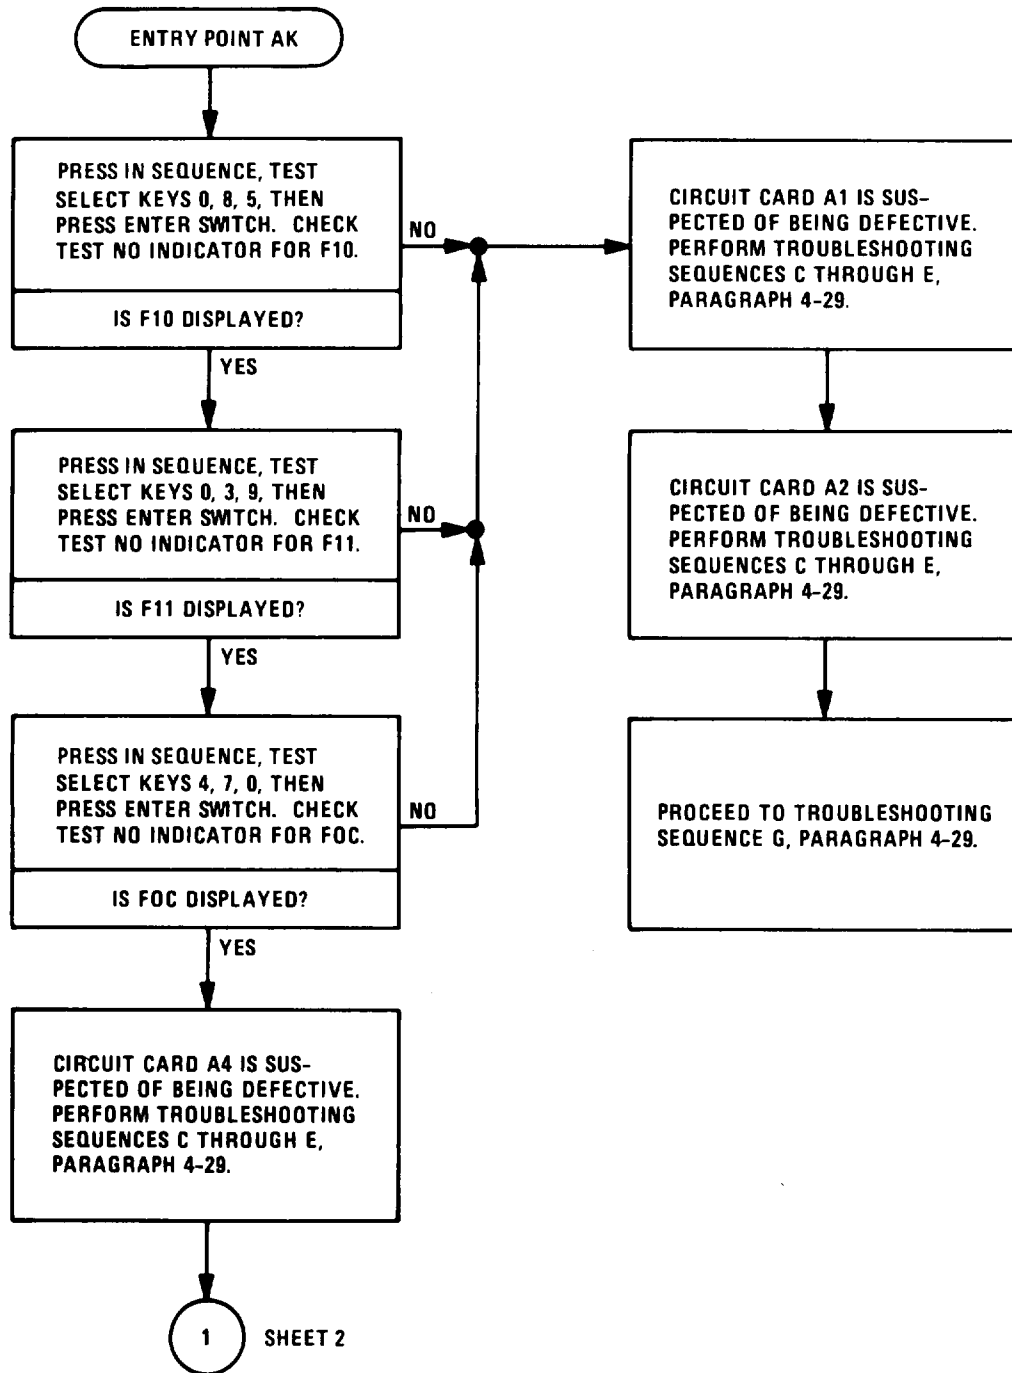 ENTRY POINT AK
PRESS IN SEQUENCE, TEST
SELECT KEYS 0, 8, 5, THEN
PRESS ENTER SWITCH. CHECK
TEST NO INDICATOR FOR F10.
NO
IS F10 DISPLAYED?
YES
PRESS IN SEQUENCE, TEST
SELECT KEYS 0, 3, 9, THEN
PRESS ENTER SWITCH. CHECK
TEST NO INDICATOR FOR F11.
NO
IS F11 DISPLAYED?
YES
PRESS IN SEQUENCE, TEST
SELECT KEYS 4, 7, 0, THEN
PRESS ENTER SWITCH. CHECK
TEST NO INDICATOR FOR FOC.
NO
IS FOC DISPLAYED?
YES
CIRCUIT CARD A4 IS SUS-
PECTED OF BEING DEFECTIVE.
PERFORM TROUBLESHOOTING
SEQUENCES C THROUGH E,
PARAGRAPH 4-29.
1
SHEET 2
CIRCUIT CARD A1 IS SUS-
PECTED OF BEING DEFECTIVE.
PERFORM TROUBLESHOOTING
SEQUENCES C THROUGH E,
PARAGRAPH 4-29.
CIRCUIT CARD A2 IS SUS-
PECTED OF BEING DEFECTIVE.
PERFORM TROUBLESHOOTING
SEQUENCES C THROUGH E,
PARAGRAPH 4-29.
PROCEED TO TROUBLESHOOTING
SEQUENCE G, PARAGRAPH 4-29.